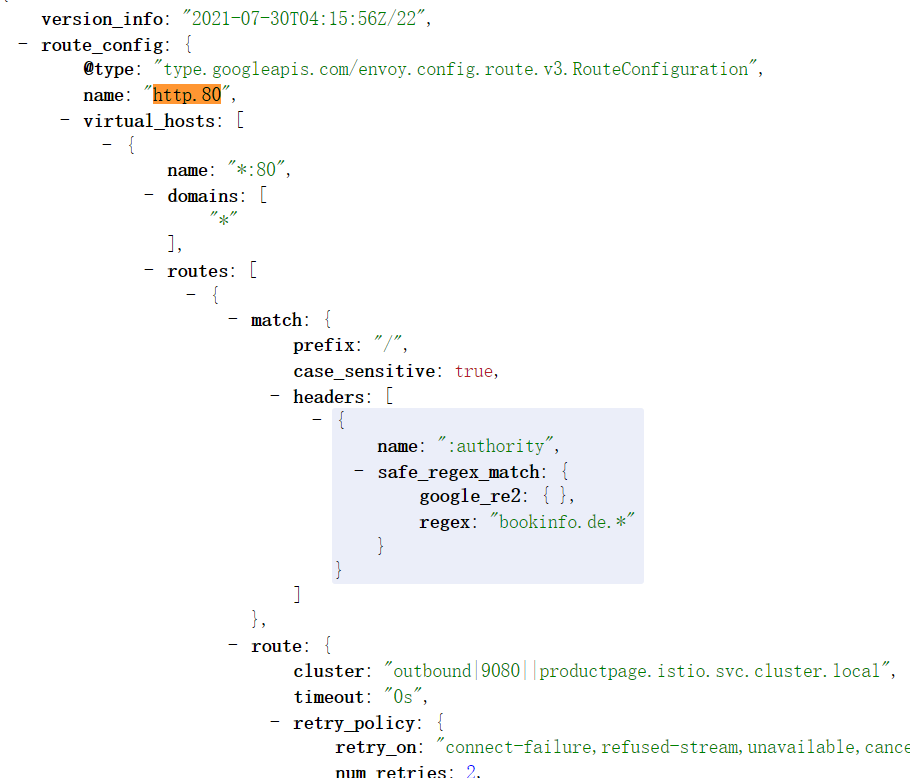 version_info: "2021-07-30T04:15:56Z/22",
- route_config: {
@type: "type.googleapis.com/envoy.config.route.v3.RouteConfiguration",
name: "http.80",
- virtual_hosts: [
- {
name: "*:80",
- domains: [
"*"
],
- routes: [
- {
- match: {
prefix: "/",
case_sensitive: true,
- headers: [
- {
name: ":authority",
- safe_regex_match: {
google_re2: { },
regex: "bookinfo.de.*"
}
}
]
},
- route: {
cluster: "outbound|9080||productpage.istio.svc.cluster.local",
timeout: "0s",
- retry_policy: {
retry_on: "connect-failure,refused-stream,unavailable,cance
num_retries: 2,